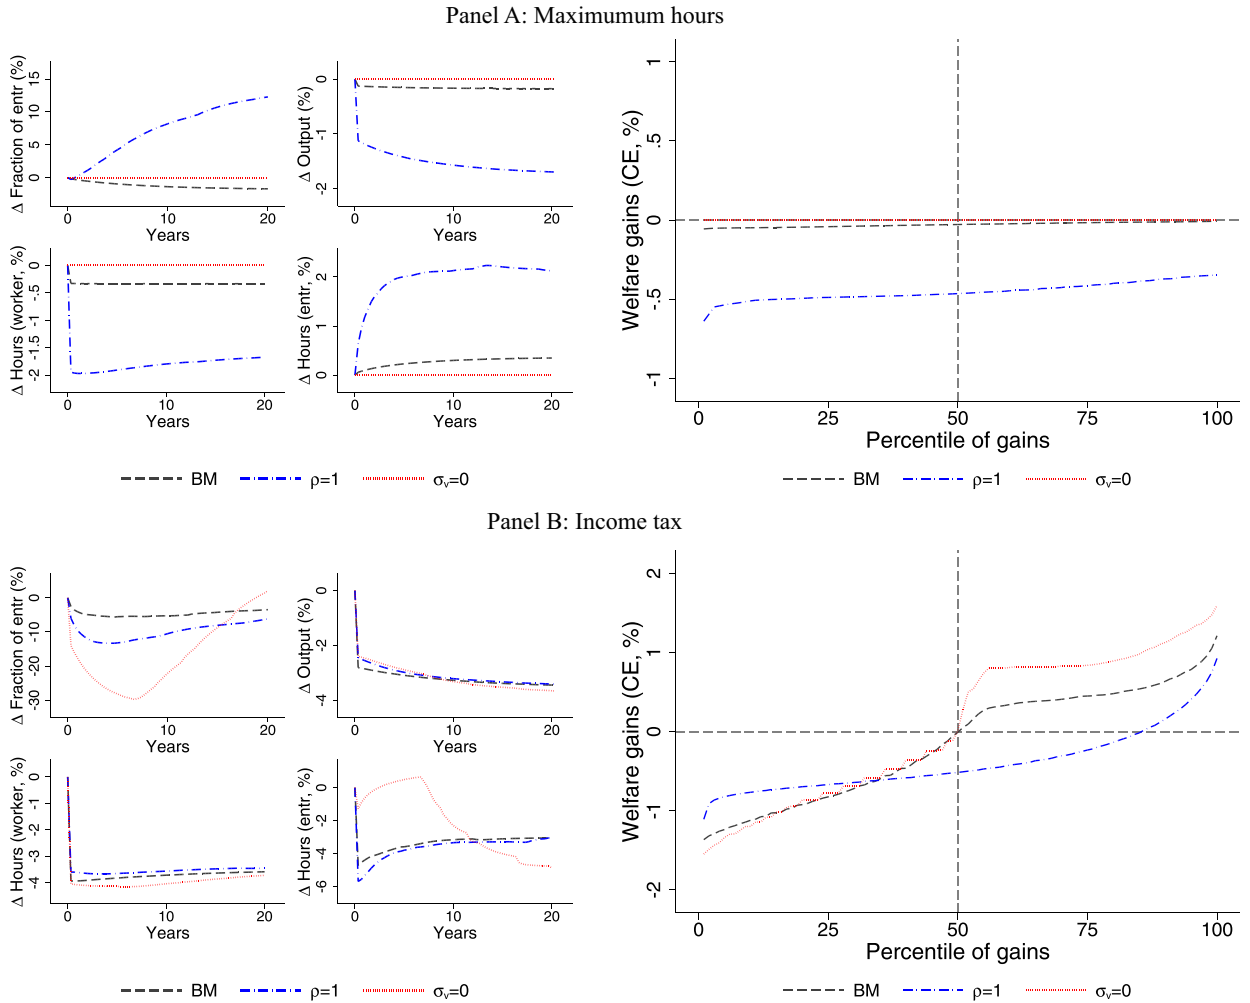 Panel A: Maximumum hours
Δ Fraction of entr (%)
15
10
5
0
0 10 20
Years
Δ Output (%)
0
-1
-2
0 10 20
Years
Δ Hours (worker, %)
0
-.5
-1
-1.5
-2
0 10 20
Years
Δ Hours (entr, %)
2
1
0
0 10 20
Years
BM ρ=1 σᵥ=0
Welfare gains (CE, %)
1
.5
0
-.5
-1
0 25 50 75 100
Percentile of gains
BM ρ=1 σᵥ=0
Panel B: Income tax
Δ Fraction of entr (%)
0
-10
-20
-30
0 10 20
Years
Δ Output (%)
0
-2
-4
0 10 20
Years
Δ Hours (worker, %)
0
-1
-2
-3
-4
0 10 20
Years
Δ Hours (entr, %)
0
-2
-4
-6
0 10 20
Years
BM ρ=1 σᵥ=0
Welfare gains (CE, %)
2
1
0
-1
-2
0 25 50 75 100
Percentile of gains
BM ρ=1 σᵥ=0